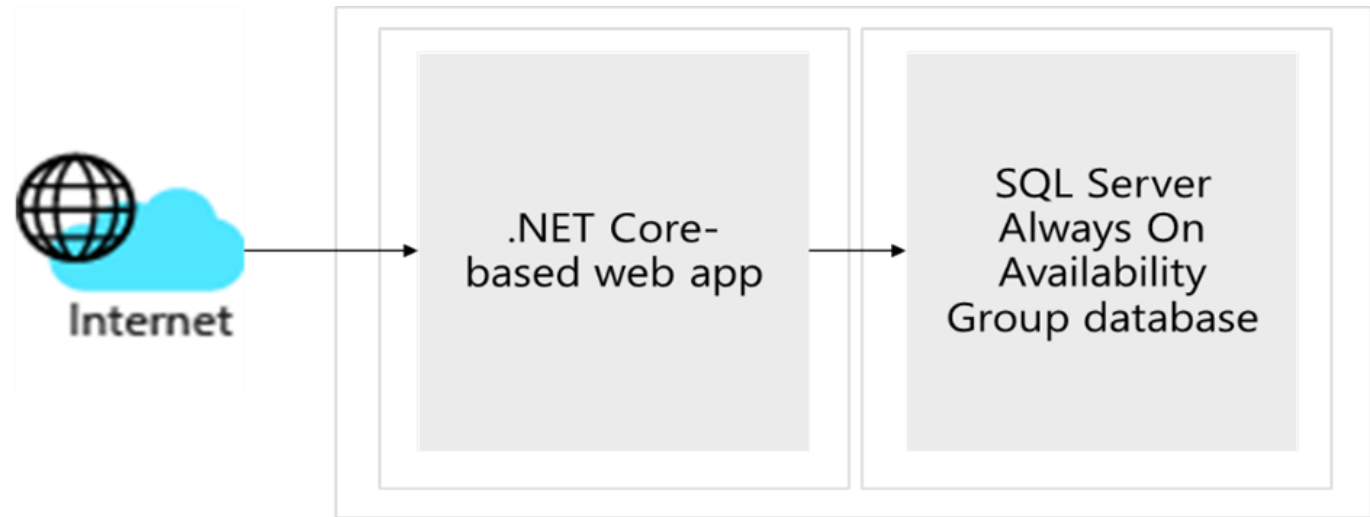 Internet
.NET Core-
based web app
SQL Server
Always On
Availability
Group database